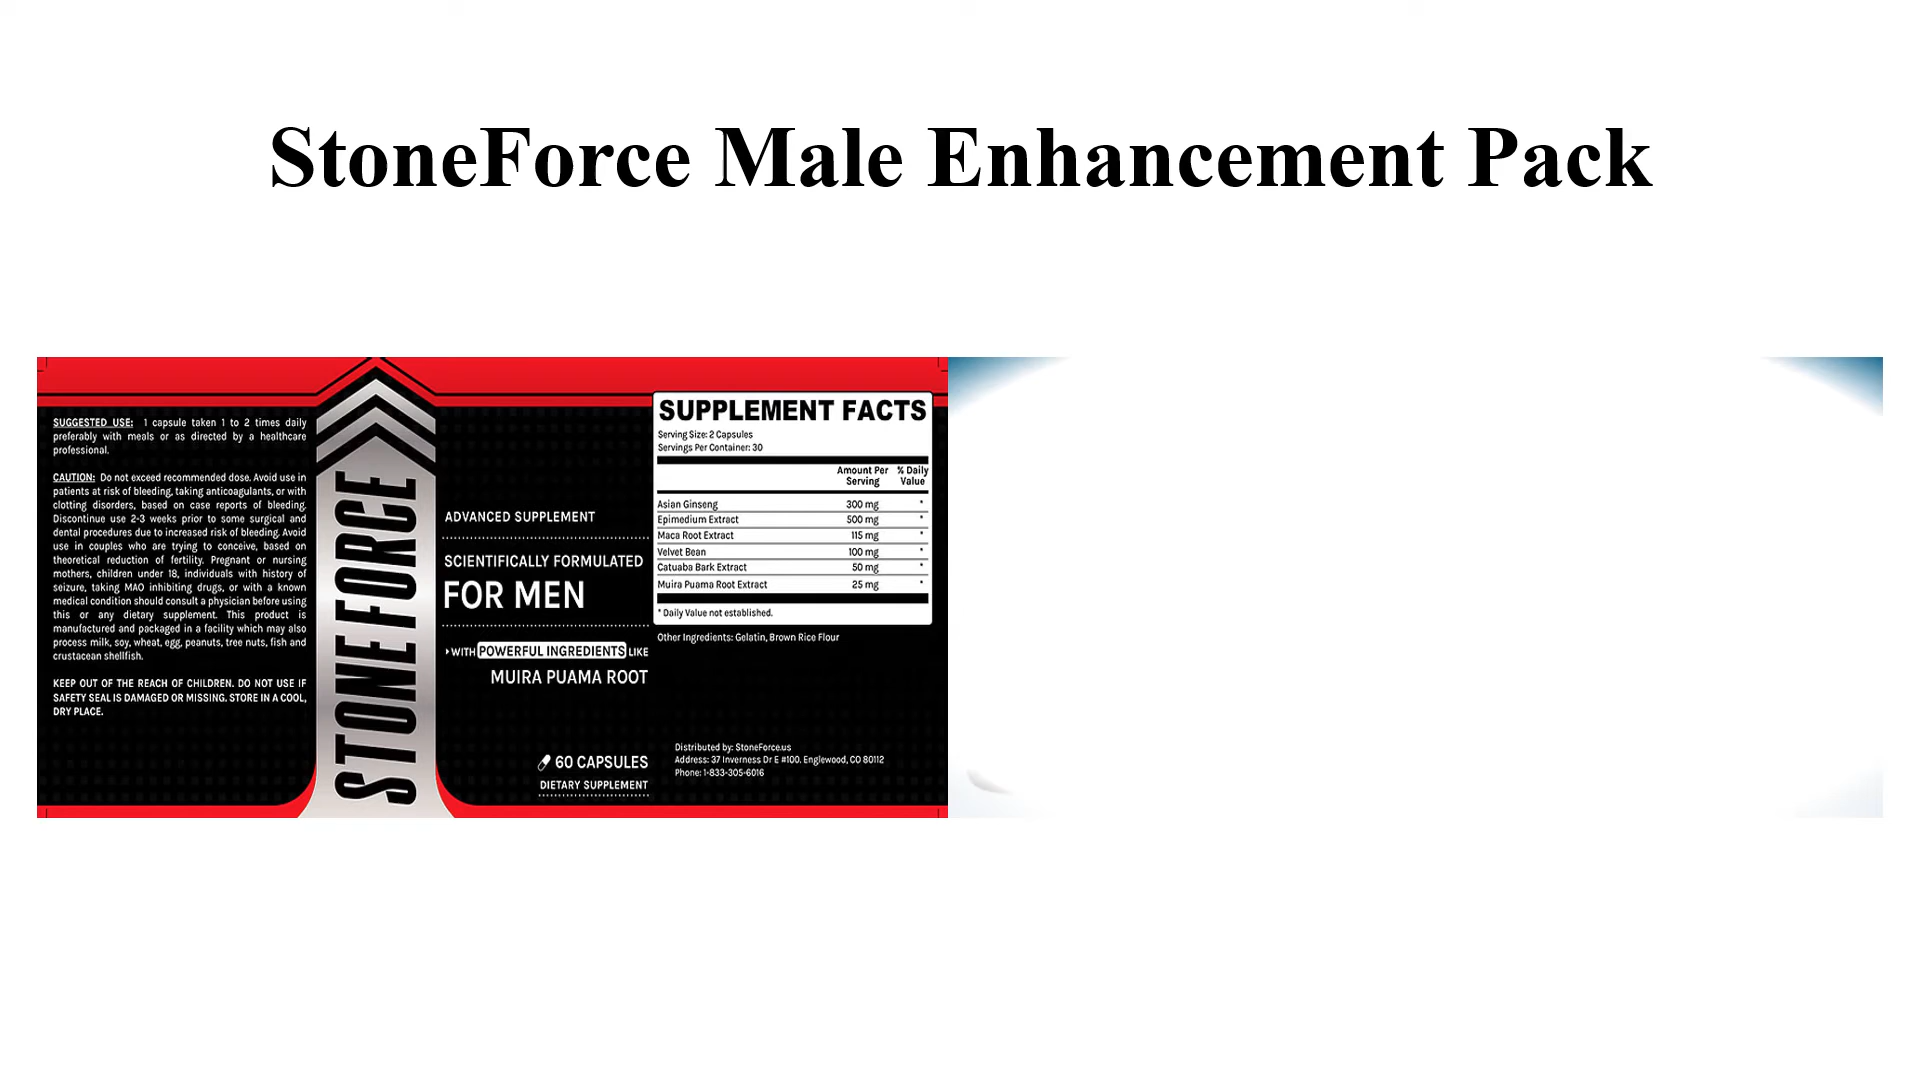 StoneForce Male Enhancement Pack
SUGGESTED USE: 1 capsule taken 1 to 2 times daily
preferably with meals or as directed by a healthcare
professional.
CAUTION: Do not exceed recommended dose. Avoid use in
patients at risk of bleeding, taking anticoagulants, or with
clotting disorders, based on case reports of bleeding.
Discontinue use 2-3 weeks prior to some surgical and
dental procedures due to increased risk of bleeding. Avoid
use in couples who are trying to conceive, based on
theoretical reduction of fertility. Pregnant or nursing
mothers, children under 18, individuals with history of
seizure, taking MAO inhibiting drugs, or with a known
medical condition should consult a physician before using
this or any dietary supplement. This product is
manufactured and packaged in a facility which may also
process milk, soy, wheat, egg, peanuts, tree nuts, fish and
crustacean shellfish.
KEEP OUT OF THE REACH OF CHILDREN. DO NOT USE IF
SAFETY SEAL IS DAMAGED OR MISSING. STORE IN A COOL,
DRY PLACE.
STONEFORCE
ADVANCED SUPPLEMENT
SCIENTIFICALLY FORMULATED
FOR MEN
WITH POWERFUL INGREDIENTS LIKE
MUIRA PUAMA ROOT
60 CAPSULES
DIETARY SUPPLEMENT
SUPPLEMENT FACTS
Serving Size: 2 Capsules
Servings Per Container: 30
Amount Per Serving % Daily Value
Asian Ginseng 300 mg *
Epimedium Extract 500 mg *
Maca Root Extract 115 mg *
Velvet Bean 100 mg *
Catuaba Bark Extract 50 mg *
Muira Puama Root Extract 25 mg *
* Daily Value not established.
Other Ingredients: Gelatin, Brown Rice Flour
Distributed by: StoneForce.us
Address: 37 Inverness Dr E #100. Englewood, CO 80112
Phone: 1-833-305-6016